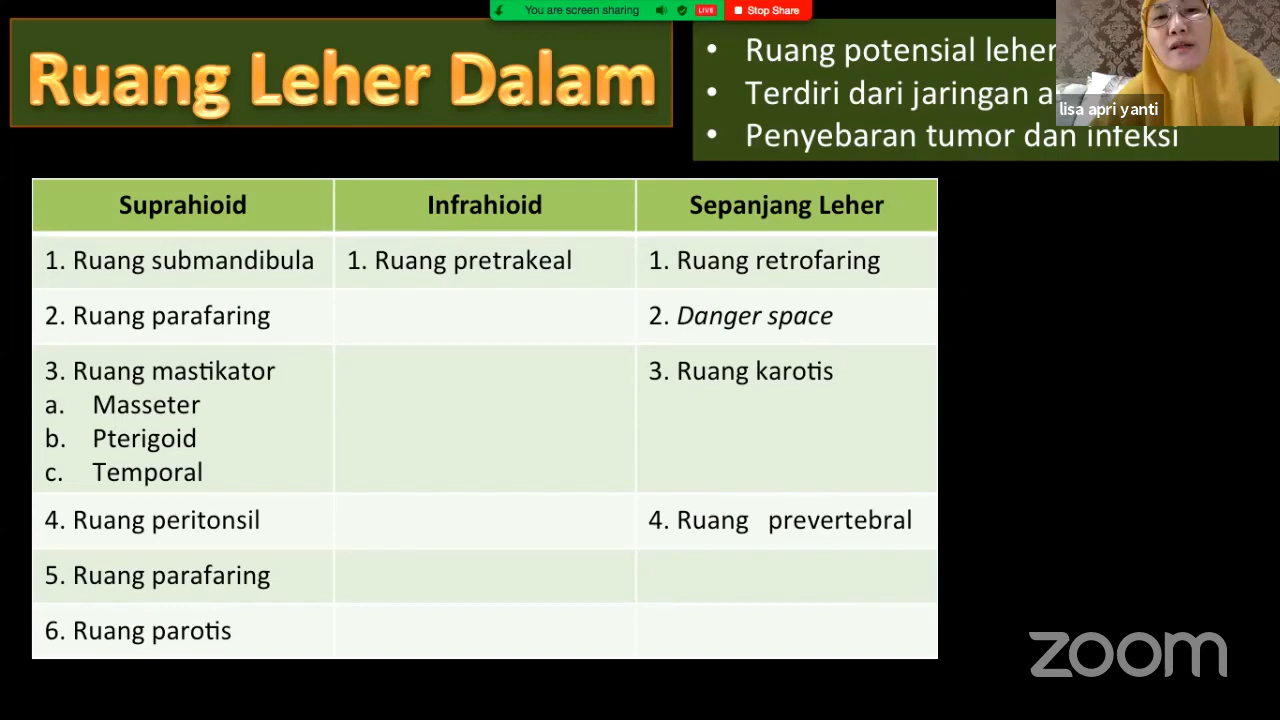 You are screen sharing LIVE Stop Share
Ruang Leher Dalam
• Ruang potensial leher
• Terdiri dari jaringan
• Penyebaran tumor dan infeksi
lisa apri yanti
Suprahioid Infrahioid Sepanjang Leher
1. Ruang submandibula 1. Ruang pretrakeal 1. Ruang retrofaring
2. Ruang parafaring 2. Danger space
3. Ruang mastikator 3. Ruang karotis
a. Masseter
b. Pterigoid
c. Temporal
4. Ruang peritonsil 4. Ruang prevertebral
5. Ruang parafaring
6. Ruang parotis
zoom